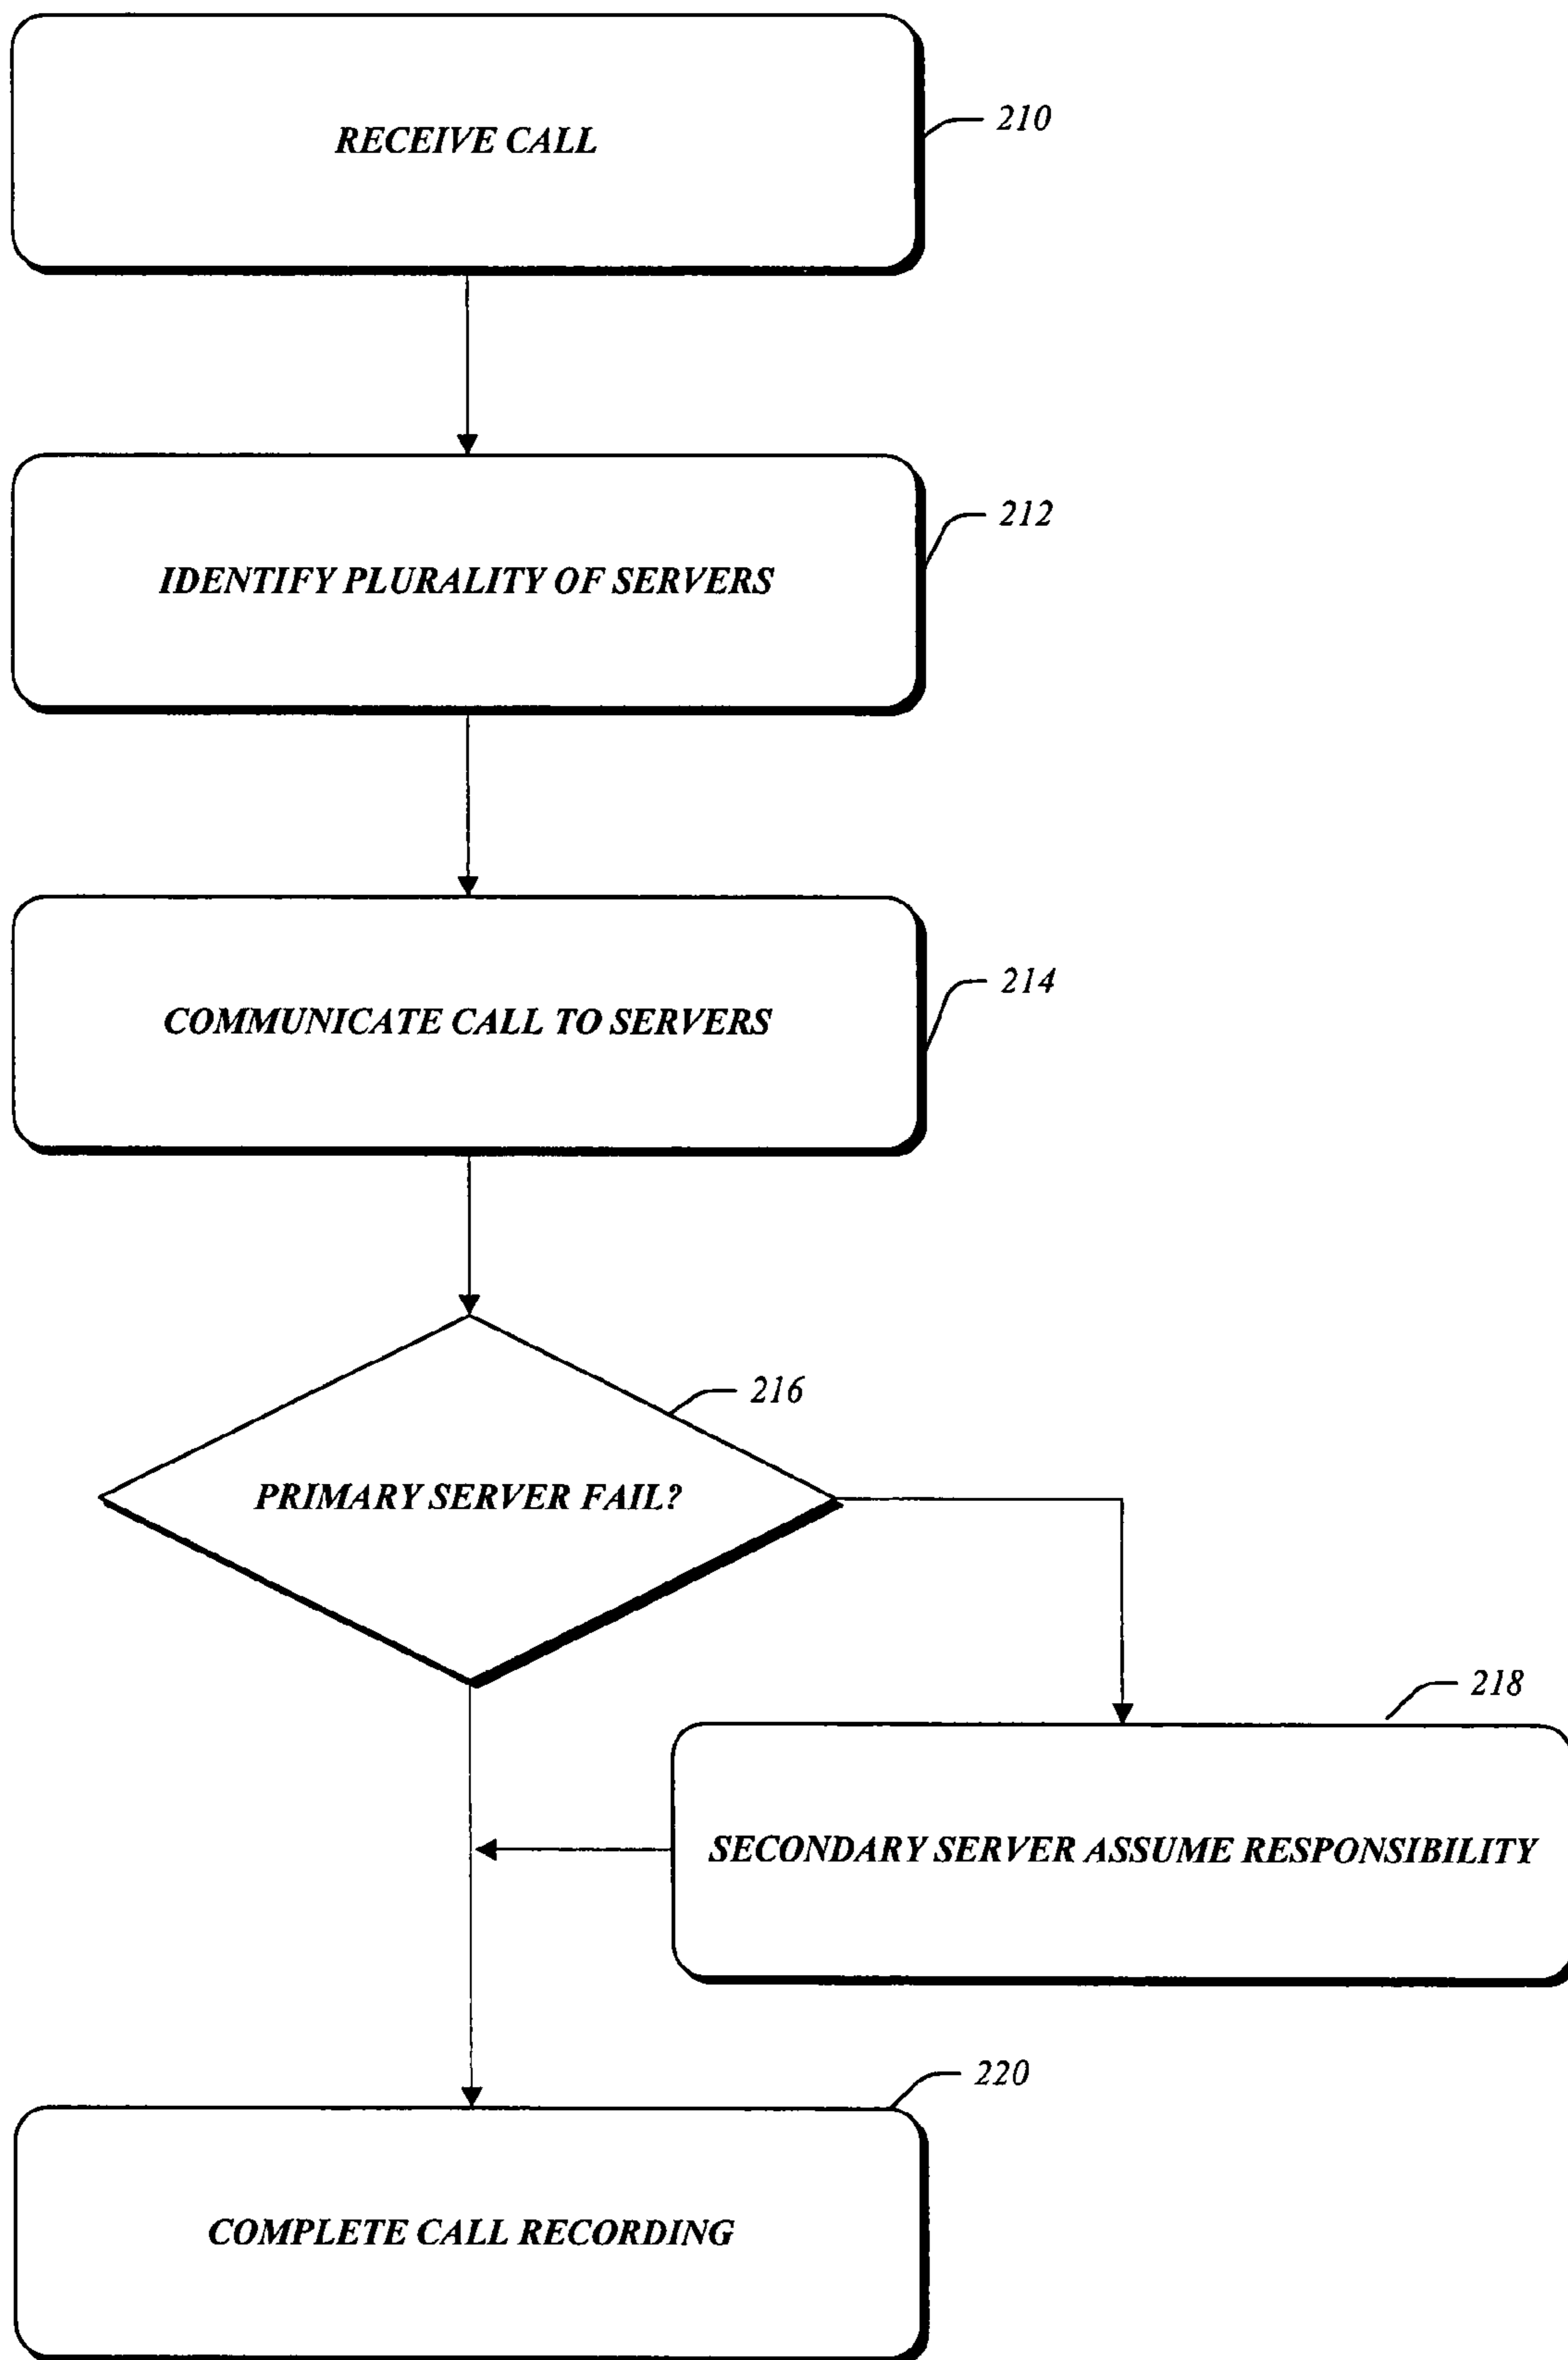 RECEIVE CALL
210
IDENTIFY PLURALITY OF SERVERS
212
COMMUNICATE CALL TO SERVERS
214
216
PRIMARY SERVER FAIL?
218
SECONDARY SERVER ASSUME RESPONSIBILITY
220
COMPLETE CALL RECORDING